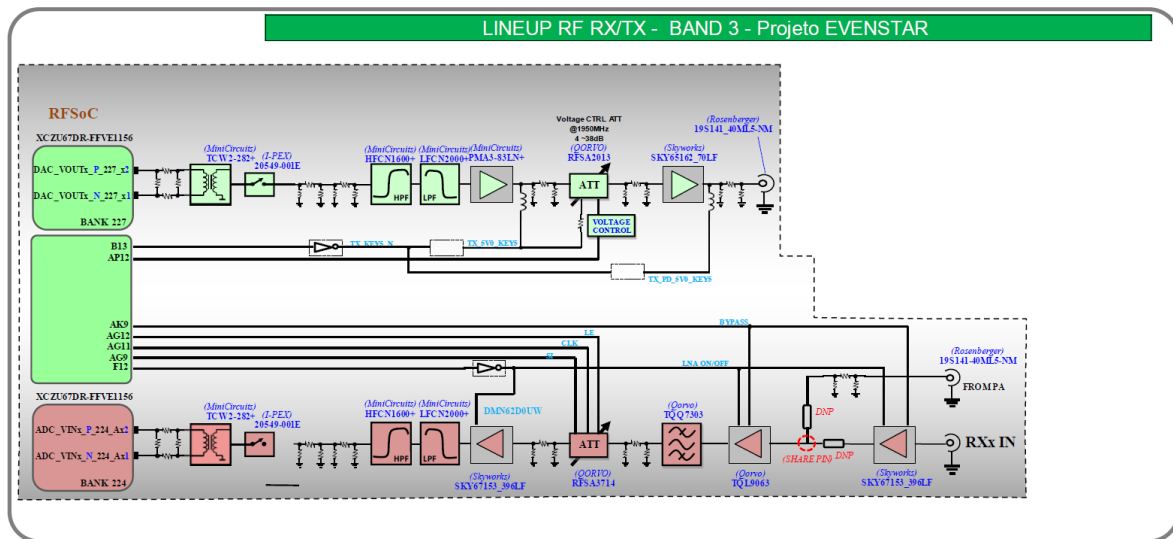 LINEUP RF RX/TX - BAND 3 - Projeto EVENSTAR
RFSoC
XCZU67DR-FFVE1156
DAC_VOUTx_P_227_x2
DAC_VOUTx_N_227_x1
BANK 227
(MiniCircuits)
TCW2-282+
(I-PEX)
20549-001E
(MiniCircuits)
HFCN1600+
LFCN2000+
HPF
LPF
(MiniCircuits)
PMA3-83LN+
Voltage CTRL ATT
@1950MHz
4 ~38dB
(QORVO)
RFSA2013
ATT
VOLTAGE
CONTROL
(Skyworks)
SKY65162_70LF
(Rosenberger)
19S141_40ML5-NM
B13
AP12
TX_KEYS_N
TX_5V0_KEYS
TX_PD_5V0_KEYS
AK9
AG12
AG11
AG9
F12
BYPASS
LE
CLK
SI
LNA ON/OFF
DMN62D0UW
XCZU67DR-FFVE1156
ADC_VINx_P_224_Ax2
ADC_VINx_N_224_Ax1
BANK 224
(MiniCircuits)
TCW2-282+
(I-PEX)
20549-001E
(MiniCircuits)
HFCN1600+
(MiniCircuits)
LFCN2000+
HPF
LPF
(Skyworks)
SKY67153_396LF
ATT
(QORVO)
RFSA3714
(Qorvo)
TQQ7303
(Qorvo)
TQL9063
(SHARE PIN)
DNP
DNP
(Skyworks)
SKY67153_396LF
(Rosenberger)
19S141-40ML5-NM
FROM PA
RXx IN